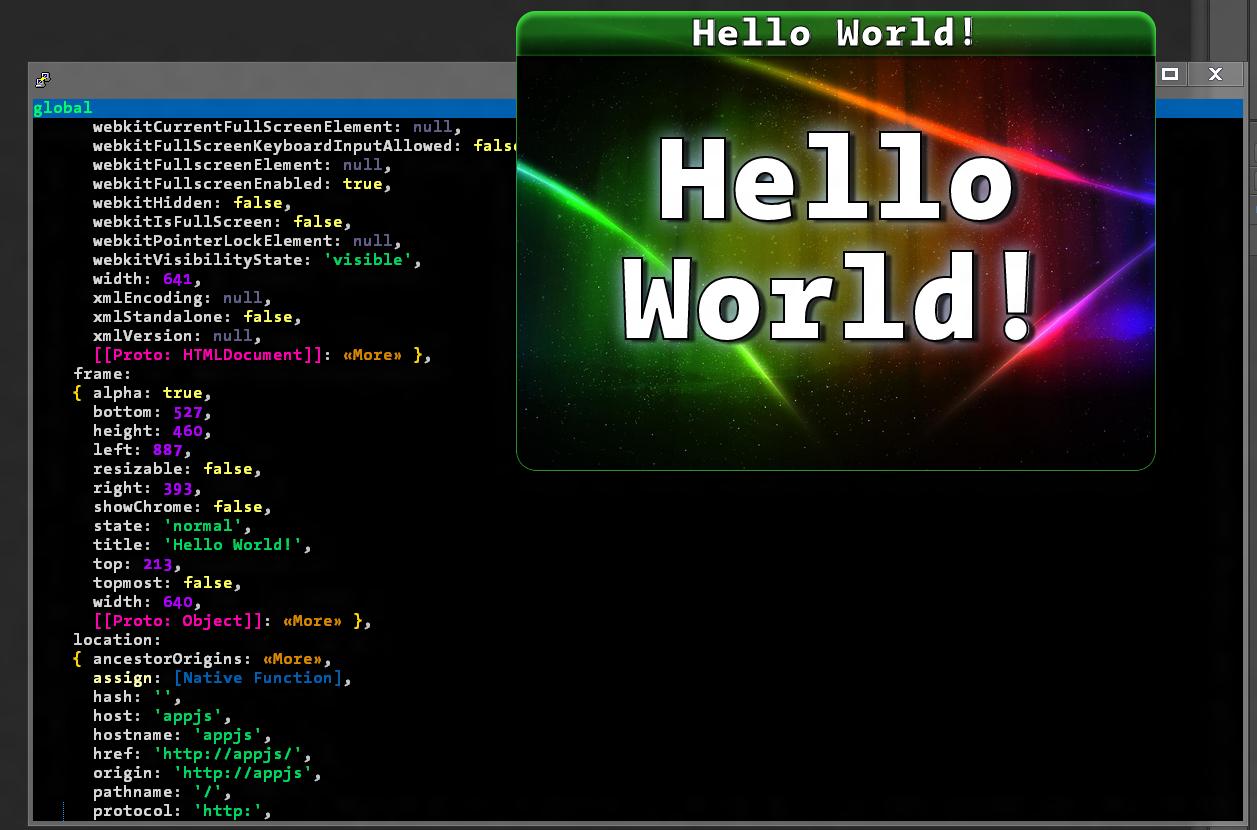 Hello World!
Hello
World!
global
webkitCurrentFullScreenElement: null,
webkitFullScreenKeyboardInputAllowed: false
webkitFullscreenElement: null,
webkitFullscreenEnabled: true,
webkitHidden: false,
webkitIsFullScreen: false,
webkitPointerLockElement: null,
webkitVisibilityState: 'visible',
width: 641,
xmlEncoding: null,
xmlStandalone: false,
xmlVersion: null,
[[Proto: HTMLDocument]]: «More» },
frame:
{ alpha: true,
bottom: 527,
height: 460,
left: 887,
resizable: false,
right: 393,
showChrome: false,
state: 'normal',
title: 'Hello World!',
top: 213,
topmost: false,
width: 640,
[[Proto: Object]]: «More» },
location:
{ ancestorOrigins: «More»,
assign: [Native Function],
hash: '',
host: 'appjs',
hostname: 'appjs',
href: 'http://appjs/',
origin: 'http://appjs',
pathname: '/',
protocol: 'http:',